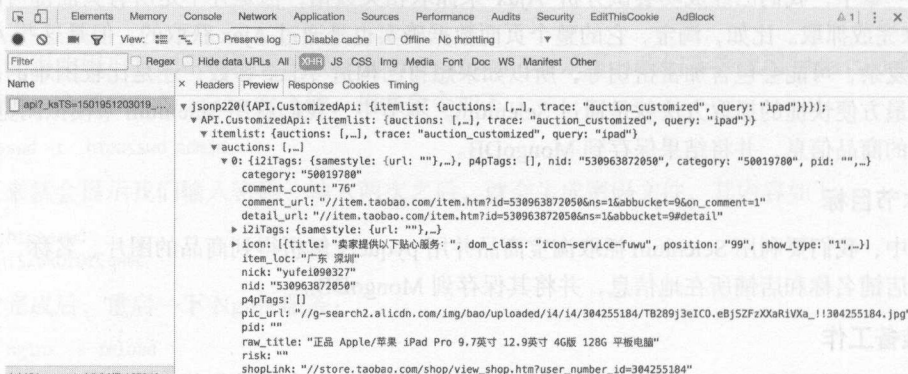 Elements Memory Console Network Application Sources Performance Audits Security EditThisCookie AdBlock 1
View: Preserve log Disable cache Offline No throttling
Filter Regex Hide data URLs All XHR JS CSS Img Media Font Doc WS Manifest Other
Name × Headers Preview Response Cookies Timing
api?_ksTS=1501951203019_...
▼ jsonp220({API.CustomizedApi: {itemlist: {auctions: [,…], trace: "auction_customized", query: "ipad"}}});
▼ API.CustomizedApi: {itemlist: {auctions: [,…], trace: "auction_customized", query: "ipad"}}
▼ itemlist: {auctions: [,…], trace: "auction_customized", query: "ipad"}
▼ auctions: [,…]
▼ 0: {i2iTags: {samestyle: {url: ""},…}, p4pTags: [], nid: "530963872050", category: "50019780", pid: "",…}
category: "50019780"
comment_count: "76"
comment_url: "//item.taobao.com/item.htm?id=530963872050&ns=1&abbucket=9&on_comment=1"
detail_url: "//item.taobao.com/item.htm?id=530963872050&ns=1&abbucket=9#detail"
▶ i2iTags: {samestyle: {url: ""},…}
▶ icon: [{title: "卖家提供以下贴心服务: ", dom_class: "icon-service-fuwu", position: "99", show_type: "1",…}]
item_loc: "广东 深圳"
nick: "yufei090327"
nid: "530963872050"
p4pTags: []
pic_url: "//g-search2.alicdn.com/img/bao/uploaded/i4/i4/304255184/TB289j3eICO.eBjSZFzXXaRiVXa_!!304255184.jpg"
pid: ""
raw_title: "正品 Apple/苹果 iPad Pro 9.7英寸 12.9英寸 4G版 128G 平板电脑"
risk: ""
shopLink: "//store.taobao.com/shop/view_shop.htm?user_number_id=304255184"